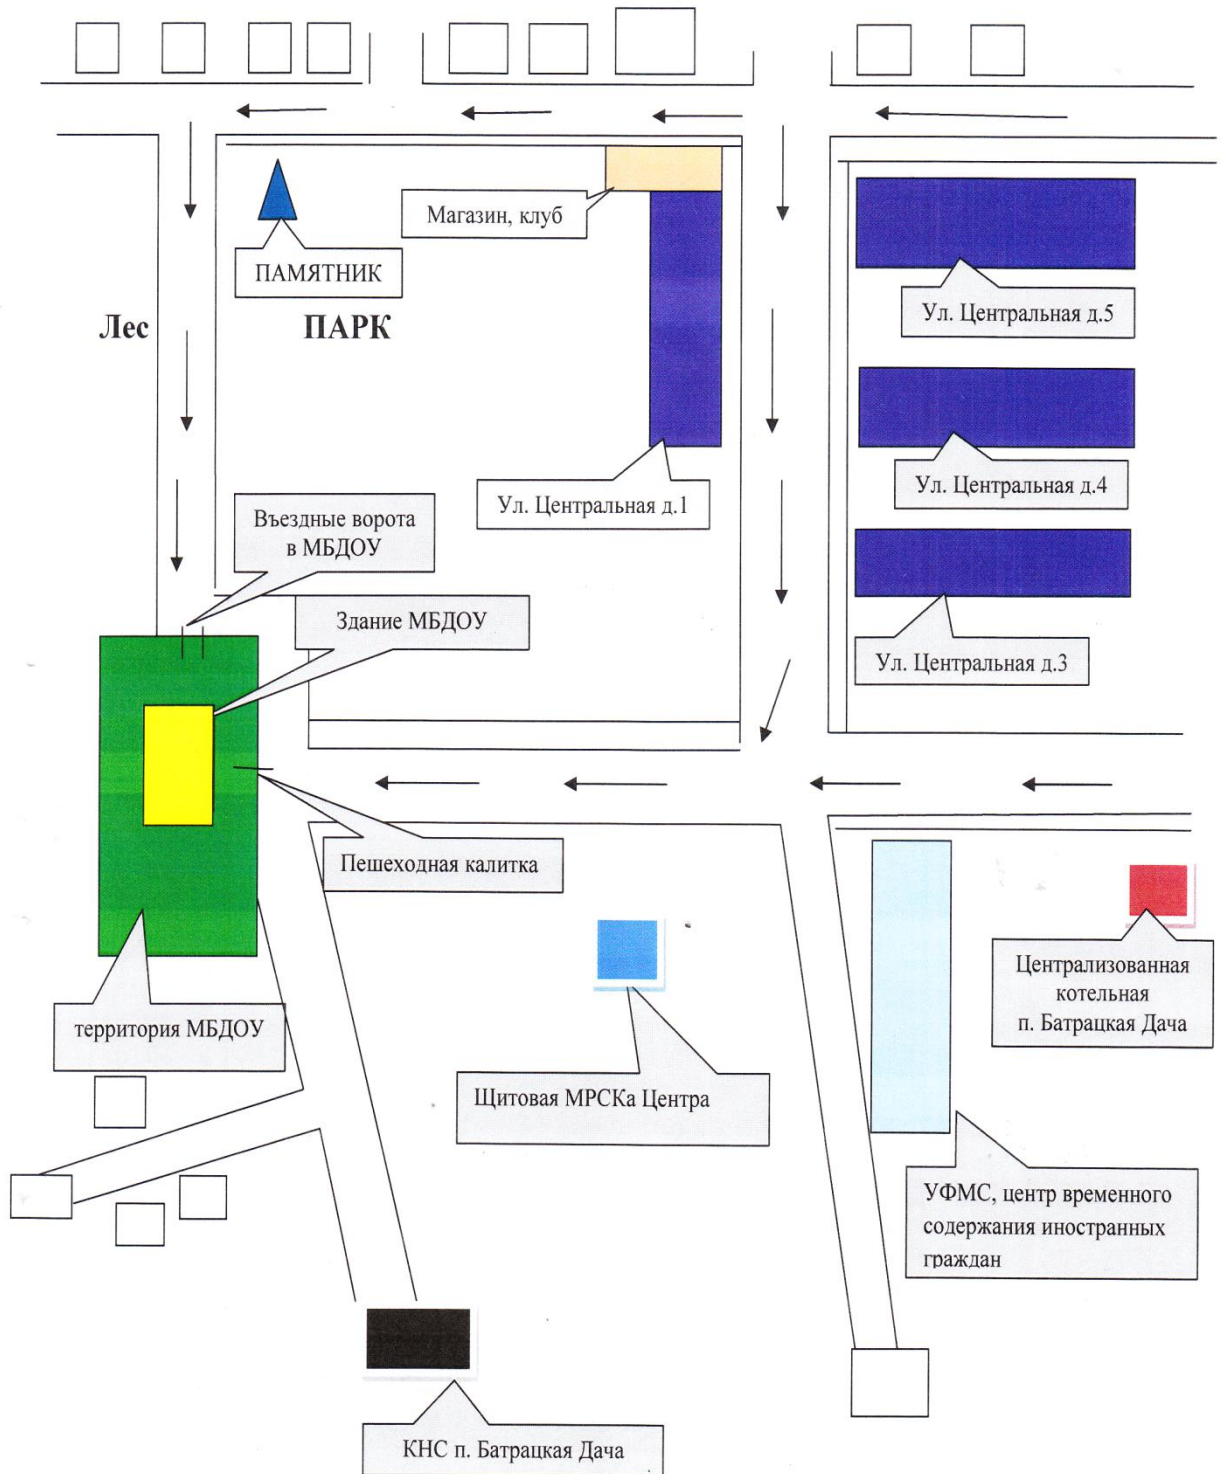 Магазин, клуб
ПАМЯТНИК
Ул. Центральная д.5
Лес
ПАРК
Ул. Центральная д.4
Ул. Центральная д.1
Въездные ворота
в МБДОУ
Здание МБДОУ
Ул. Центральная д.3
Пешеходная калитка
территория МБДОУ
Централизованная
котельная
п. Батрацкая Дача
Щитовая МРСКа Центра
УФМС, центр временного
содержания иностранных
граждан
КНС п. Батрацкая Дача